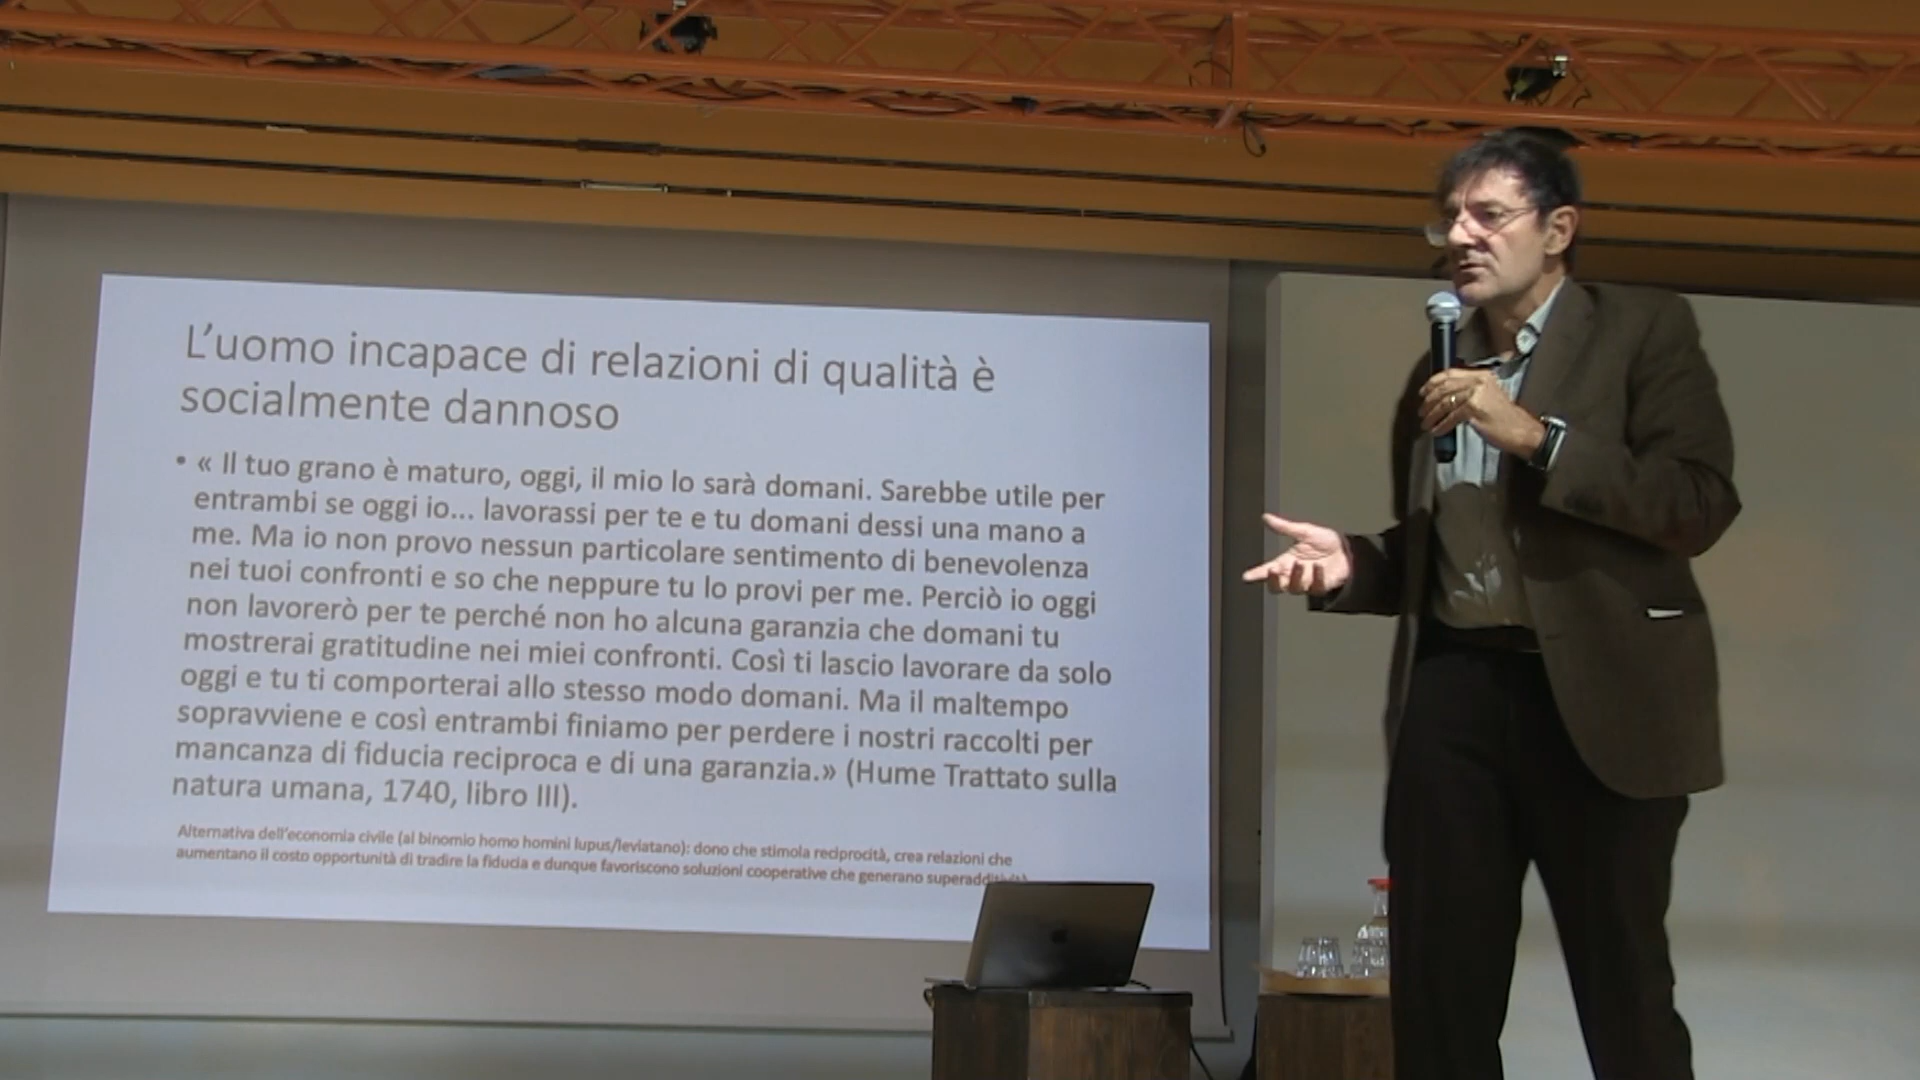 L'uomo incapace di relazioni di qualità è
socialmente dannoso
• « Il tuo grano è maturo, oggi, il mio lo sarà domani. Sarebbe utile per
entrambi se oggi io... lavorassi per te e tu domani dessi una mano a
me. Ma io non provo nessun particolare sentimento di benevolenza
nei tuoi confronti e so che neppure tu lo provi per me. Perciò io oggi
non lavorerò per te perché non ho alcuna garanzia che domani tu
mostrerai gratitudine nei miei confronti. Così ti lascio lavorare da solo
oggi e tu ti comporterai allo stesso modo domani. Ma il maltempo
sopravviene e così entrambi finiamo per perdere i nostri raccolti per
mancanza di fiducia reciproca e di una garanzia.» (Hume Trattato sulla
natura umana, 1740, libro III).
Alternativa dell'economia civile (al binomio homo homini lupus/leviatano): dono che stimola reciprocità, crea relazioni che
aumentano il costo opportunità di tradire la fiducia e dunque favoriscono soluzioni cooperative che generano